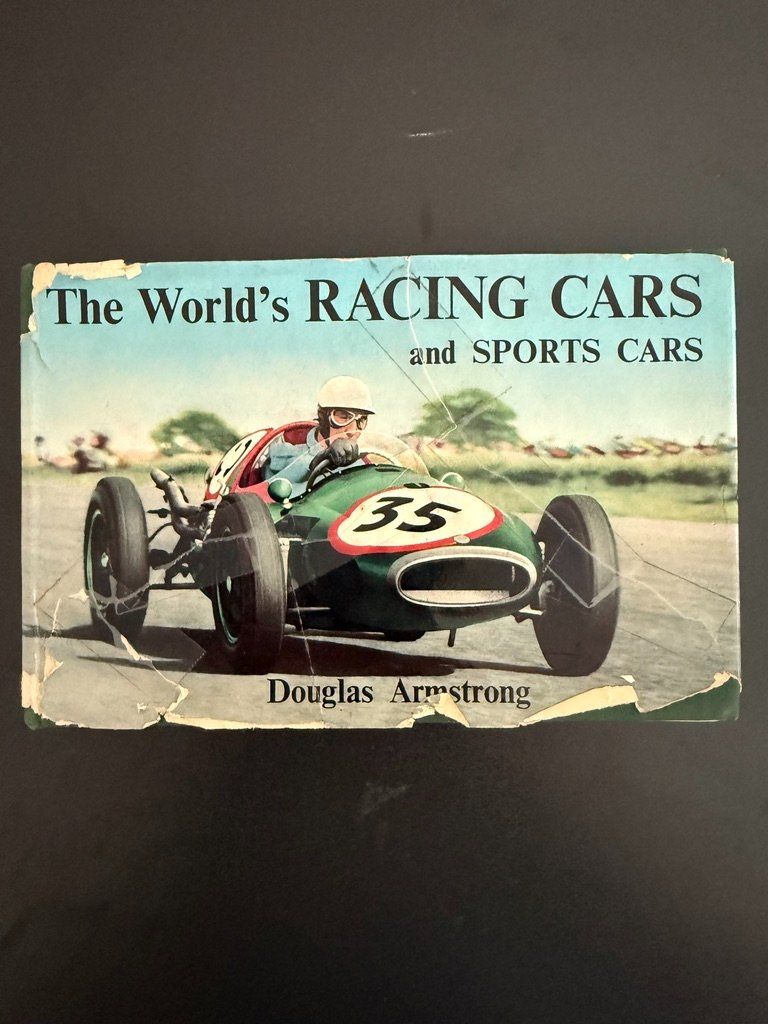 The World's RACING CARS
and SPORTS CARS
35
Douglas Armstrong